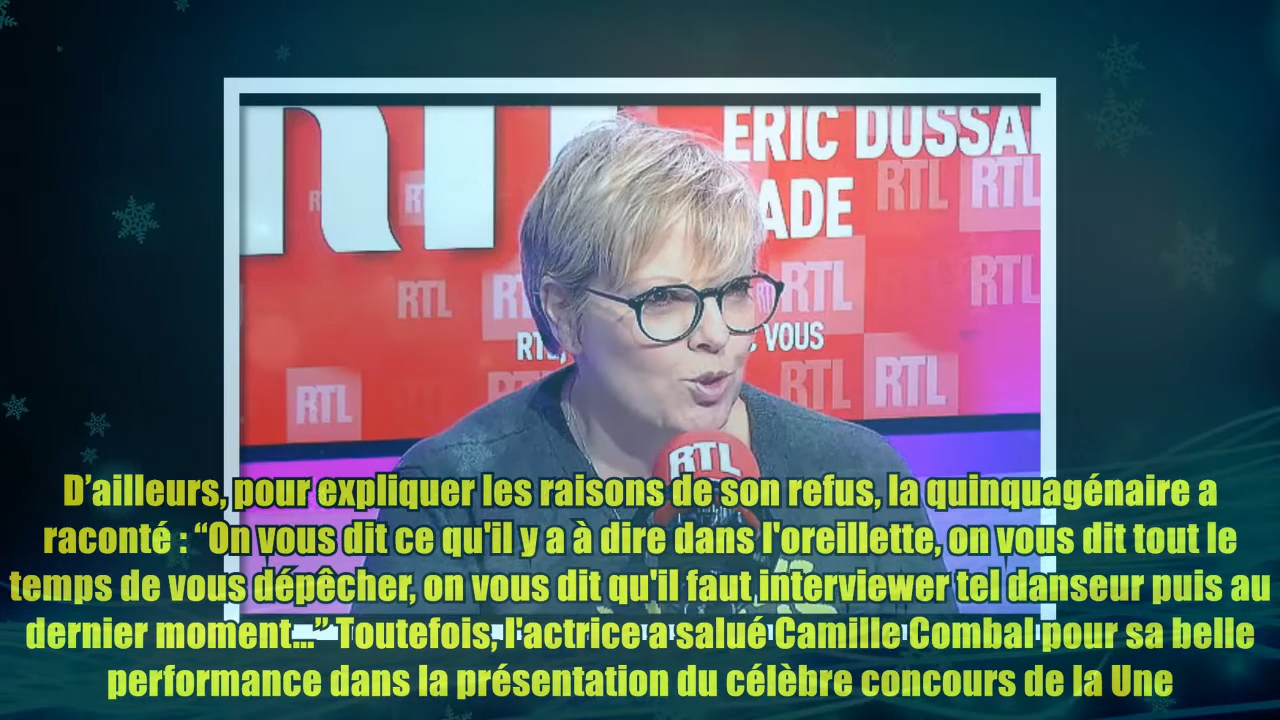 RTL
ERIC DUSSA
ADE
RTL
RTL
RTL
RTL
RTL
VOUS
RTL
RTL
RTL
RTL
D’ailleurs, pour expliquer les raisons de son refus, la quinquagénaire a
raconté : “On vous dit ce qu'il y a à dire dans l'oreillette, on vous dit tout le
temps de vous dépêcher, on vous dit qu'il faut interviewer tel danseur puis au
dernier moment...” Toutefois, l'actrice a salué Camille Combal pour sa belle
performance dans la présentation du célèbre concours de la Une